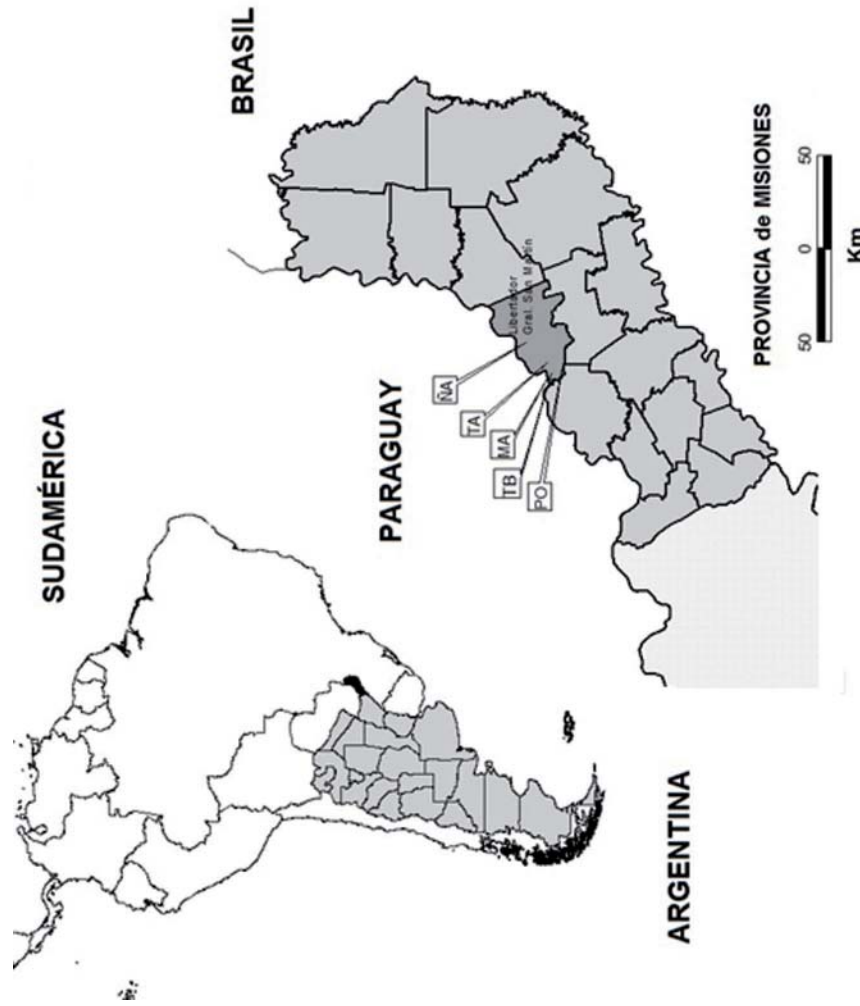 SUDAMÉRICA
ARGENTINA
BRASIL
PARAGUAY
ÑA
TA
MA
TB
PO
Libertador
Gral. San Martín
PROVINCIA de MISIONES
50 0 50
Km